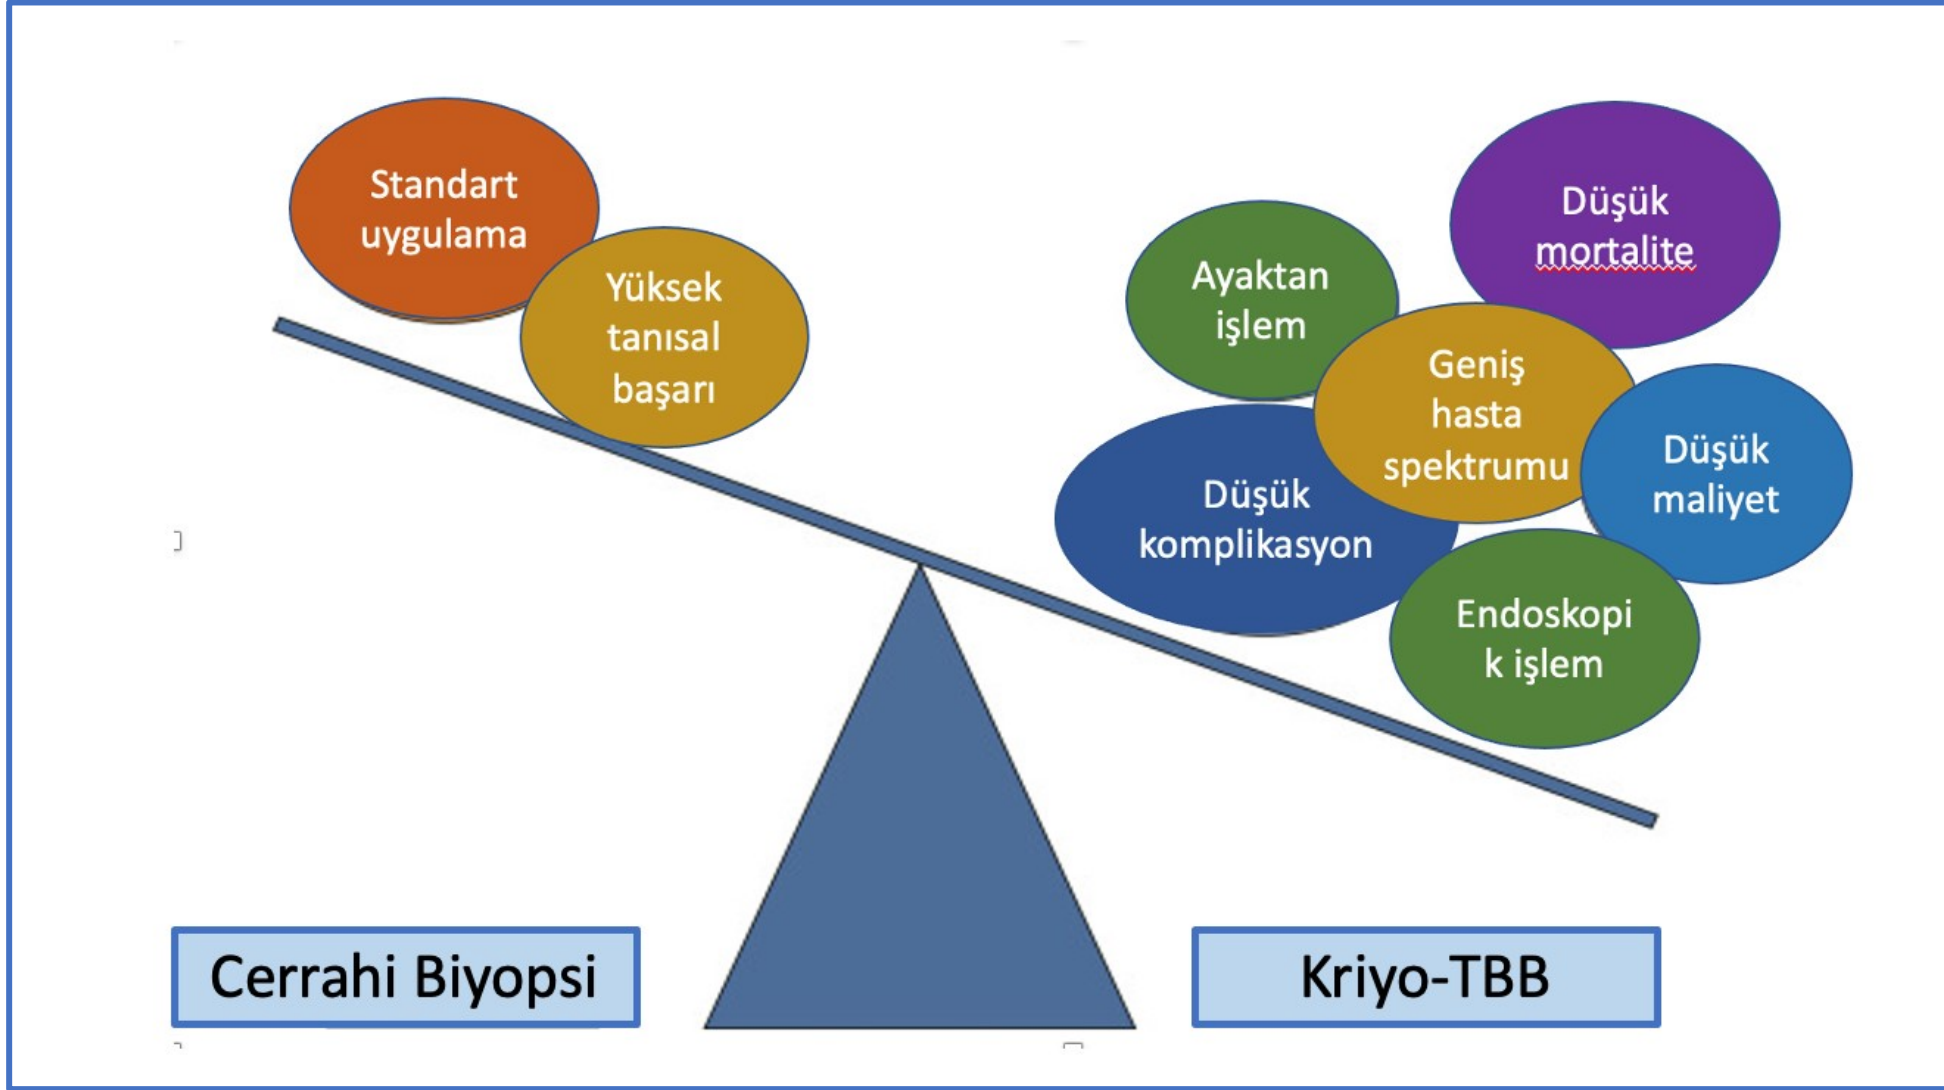 Standart
uygulama
Yüksek
tanısal
başarı
Düşük
mortalite
Ayaktan
işlem
Geniş
hasta
spektrumu
Düşük
maliyet
Düşük
komplikasyon
Endoskopi
k işlem
Cerrahi Biyopsi
Kriyo-TBB